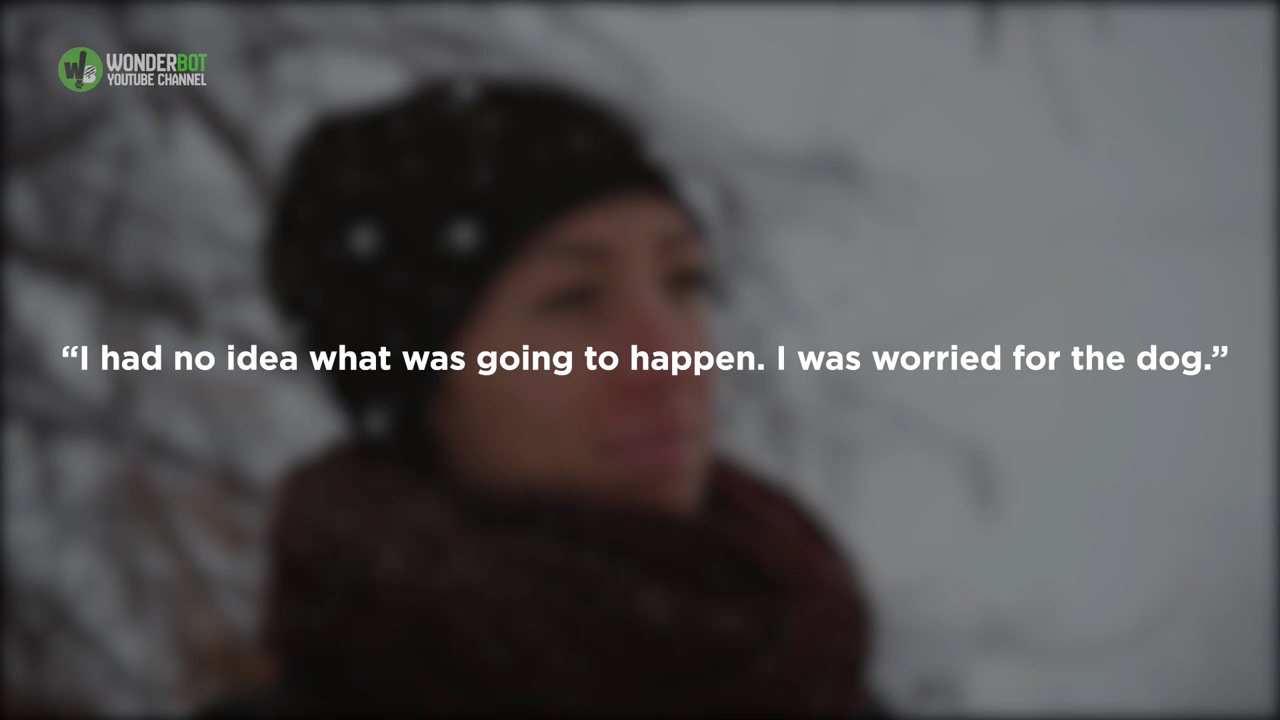 WONDERBOT
YOUTUBE CHANNEL
“I had no idea what was going to happen. I was worried for the dog.”